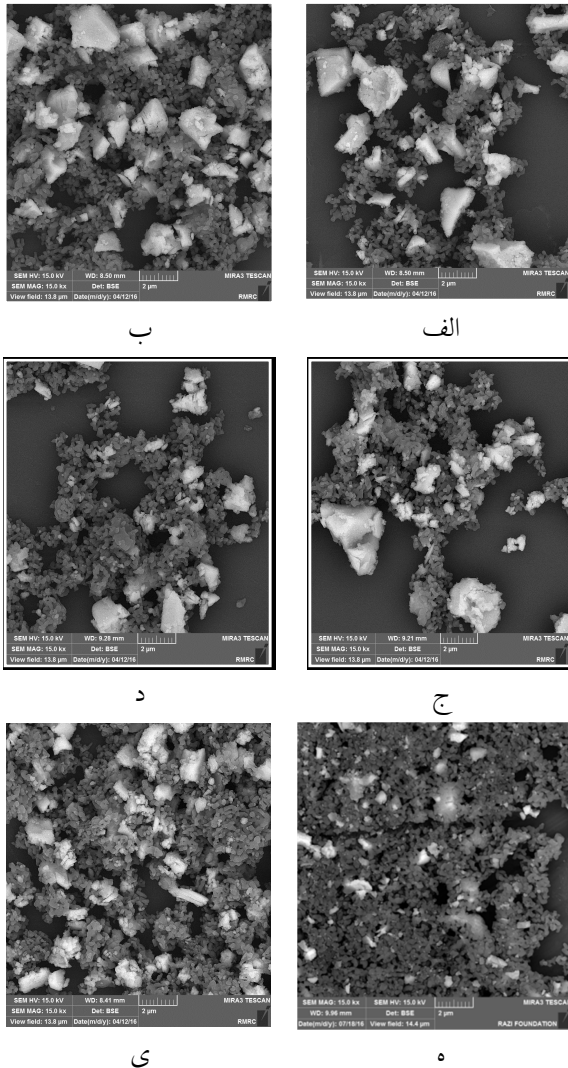 SEM HV: 15.0 kV WD: 8.50 mm MIRA3 TESCAN
SEM MAG: 15.0 kx Det: BSE 2 µm
View field: 13.8 µm Date(m/d/y): 04/12/16 RMRC
الف
SEM HV: 15.0 kV WD: 8.50 mm MIRA3 TESCAN
SEM MAG: 15.0 kx Det: BSE 2 µm
View field: 13.8 µm Date(m/d/y): 04/12/16 RMRC
ب
SEM HV: 15.0 kV WD: 9.21 mm MIRA3 TESCAN
SEM MAG: 15.0 kx Det: BSE 2 µm
View field: 13.8 µm Date(m/d/y): 04/12/16 RMRC
ج
SEM HV: 15.0 kV WD: 9.28 mm MIRA3 TESCAN
SEM MAG: 15.0 kx Det: BSE 2 µm
View field: 13.8 µm Date(m/d/y): 04/12/16 RMRC
د
SEM MAG: 15.0 kx SEM HV: 15.0 kV MIRA3 TESCAN
WD: 9.96 mm Det: BSE 2 µm
Date(m/d/y): 07/18/16 View field: 14.4 µm RAZI FOUNDATION
ه
SEM HV: 15.0 kV WD: 8.41 mm MIRA3 TESCAN
SEM MAG: 15.0 kx Det: BSE 2 µm
View field: 13.8 µm Date(m/d/y): 04/12/16 RMRC
ی